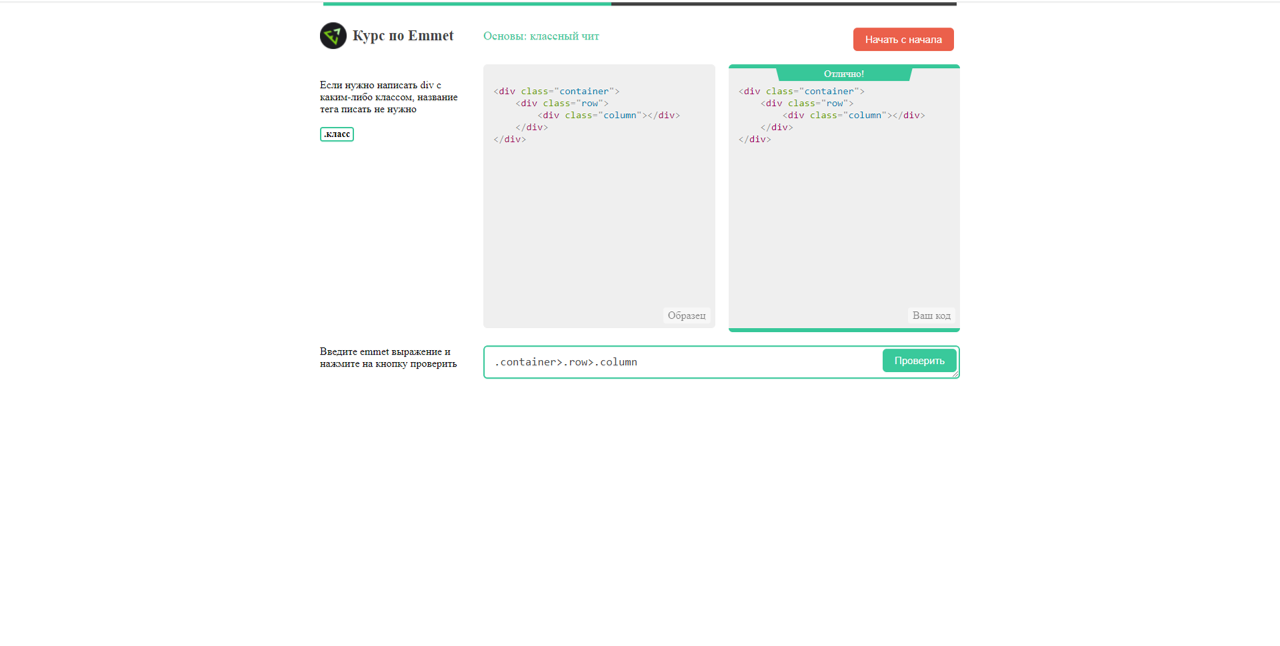 Курс по Emmet
Основы: классный чит
Начать с начала
Если нужно написать div с
каким-либо классом, название
тега писать не нужно
.класс
<div class="container">
    <div class="row">
        <div class="column"></div>
    </div>
</div>
Образец
Отлично!
<div class="container">
    <div class="row">
        <div class="column"></div>
    </div>
</div>
Ваш код
Введите emmet выражение и
нажмите на кнопку проверить
.container>.row>.column
Проверить